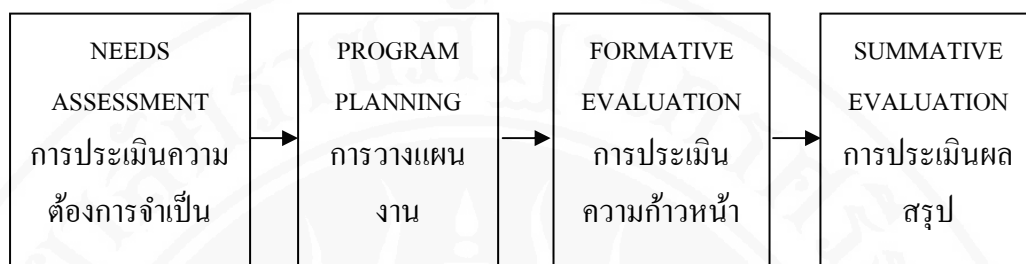 NEEDS
ASSESSMENT
การประเมินความ
ต้องการจำเป็น
PROGRAM
PLANNING
การวางแผน
งาน
FORMATIVE
EVALUATION
การประเมิน
ความก้าวหน้า
SUMMATIVE
EVALUATION
การประเมินผล
สรุป